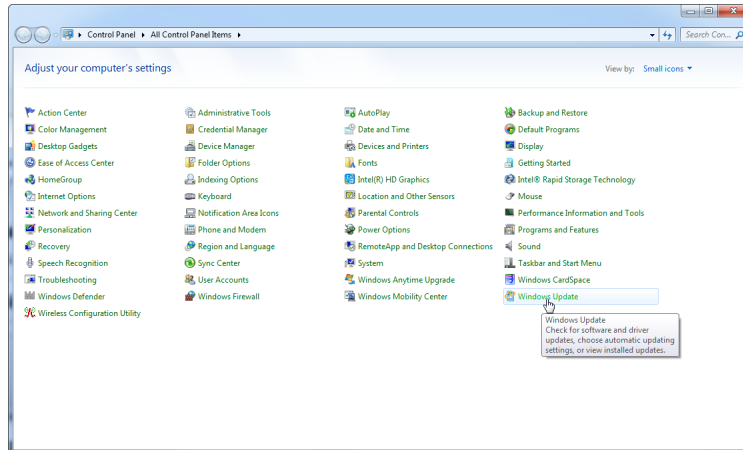 Control Panel ▸ All Control Panel Items ▸ Search Con...
Adjust your computer's settings View by: Small icons
Action Center Administrative Tools AutoPlay Backup and Restore
Color Management Credential Manager Date and Time Default Programs
Desktop Gadgets Device Manager Devices and Printers Display
Ease of Access Center Folder Options Fonts Getting Started
HomeGroup Indexing Options Intel(R) HD Graphics Intel® Rapid Storage Technology
Internet Options Keyboard Location and Other Sensors Mouse
Network and Sharing Center Notification Area Icons Parental Controls Performance Information and Tools
Personalization Phone and Modem Power Options Programs and Features
Recovery Region and Language RemoteApp and Desktop Connections Sound
Speech Recognition Sync Center System Taskbar and Start Menu
Troubleshooting User Accounts Windows Anytime Upgrade Windows CardSpace
Windows Defender Windows Firewall Windows Mobility Center Windows Update
Wireless Configuration Utility
Windows Update
Check for software and driver
updates, choose automatic updating
settings, or view installed updates.